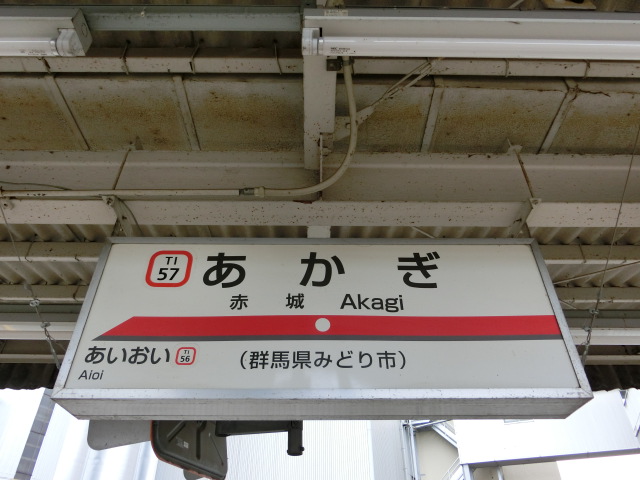 TI
57
あかぎ
赤城 Akagi
あいおい TI 56
Aioi
(群馬県みどり市)